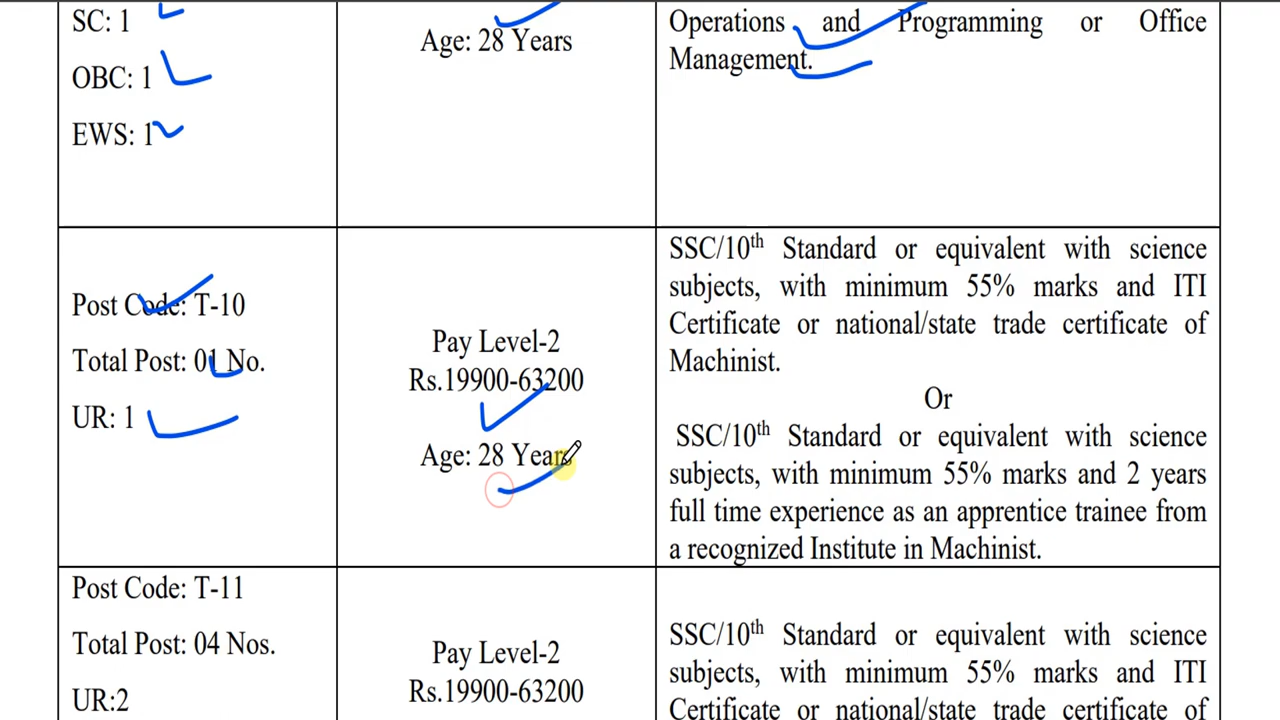 SC: 1
OBC: 1
EWS: 1
Age: 28 Years
Operations and Programming or Office
Management.
Post Code: T-10
Total Post: 01 No.
UR: 1
Pay Level-2
Rs.19900-63200
Age: 28 Years
SSC/10th Standard or equivalent with science
subjects, with minimum 55% marks and ITI
Certificate or national/state trade certificate of
Machinist.
Or
SSC/10th Standard or equivalent with science
subjects, with minimum 55% marks and 2 years
full time experience as an apprentice trainee from
a recognized Institute in Machinist.
Post Code: T-11
Total Post: 04 Nos.
UR:2
Pay Level-2
Rs.19900-63200
SSC/10th Standard or equivalent with science
subjects, with minimum 55% marks and ITI
Certificate or national/state trade certificate of